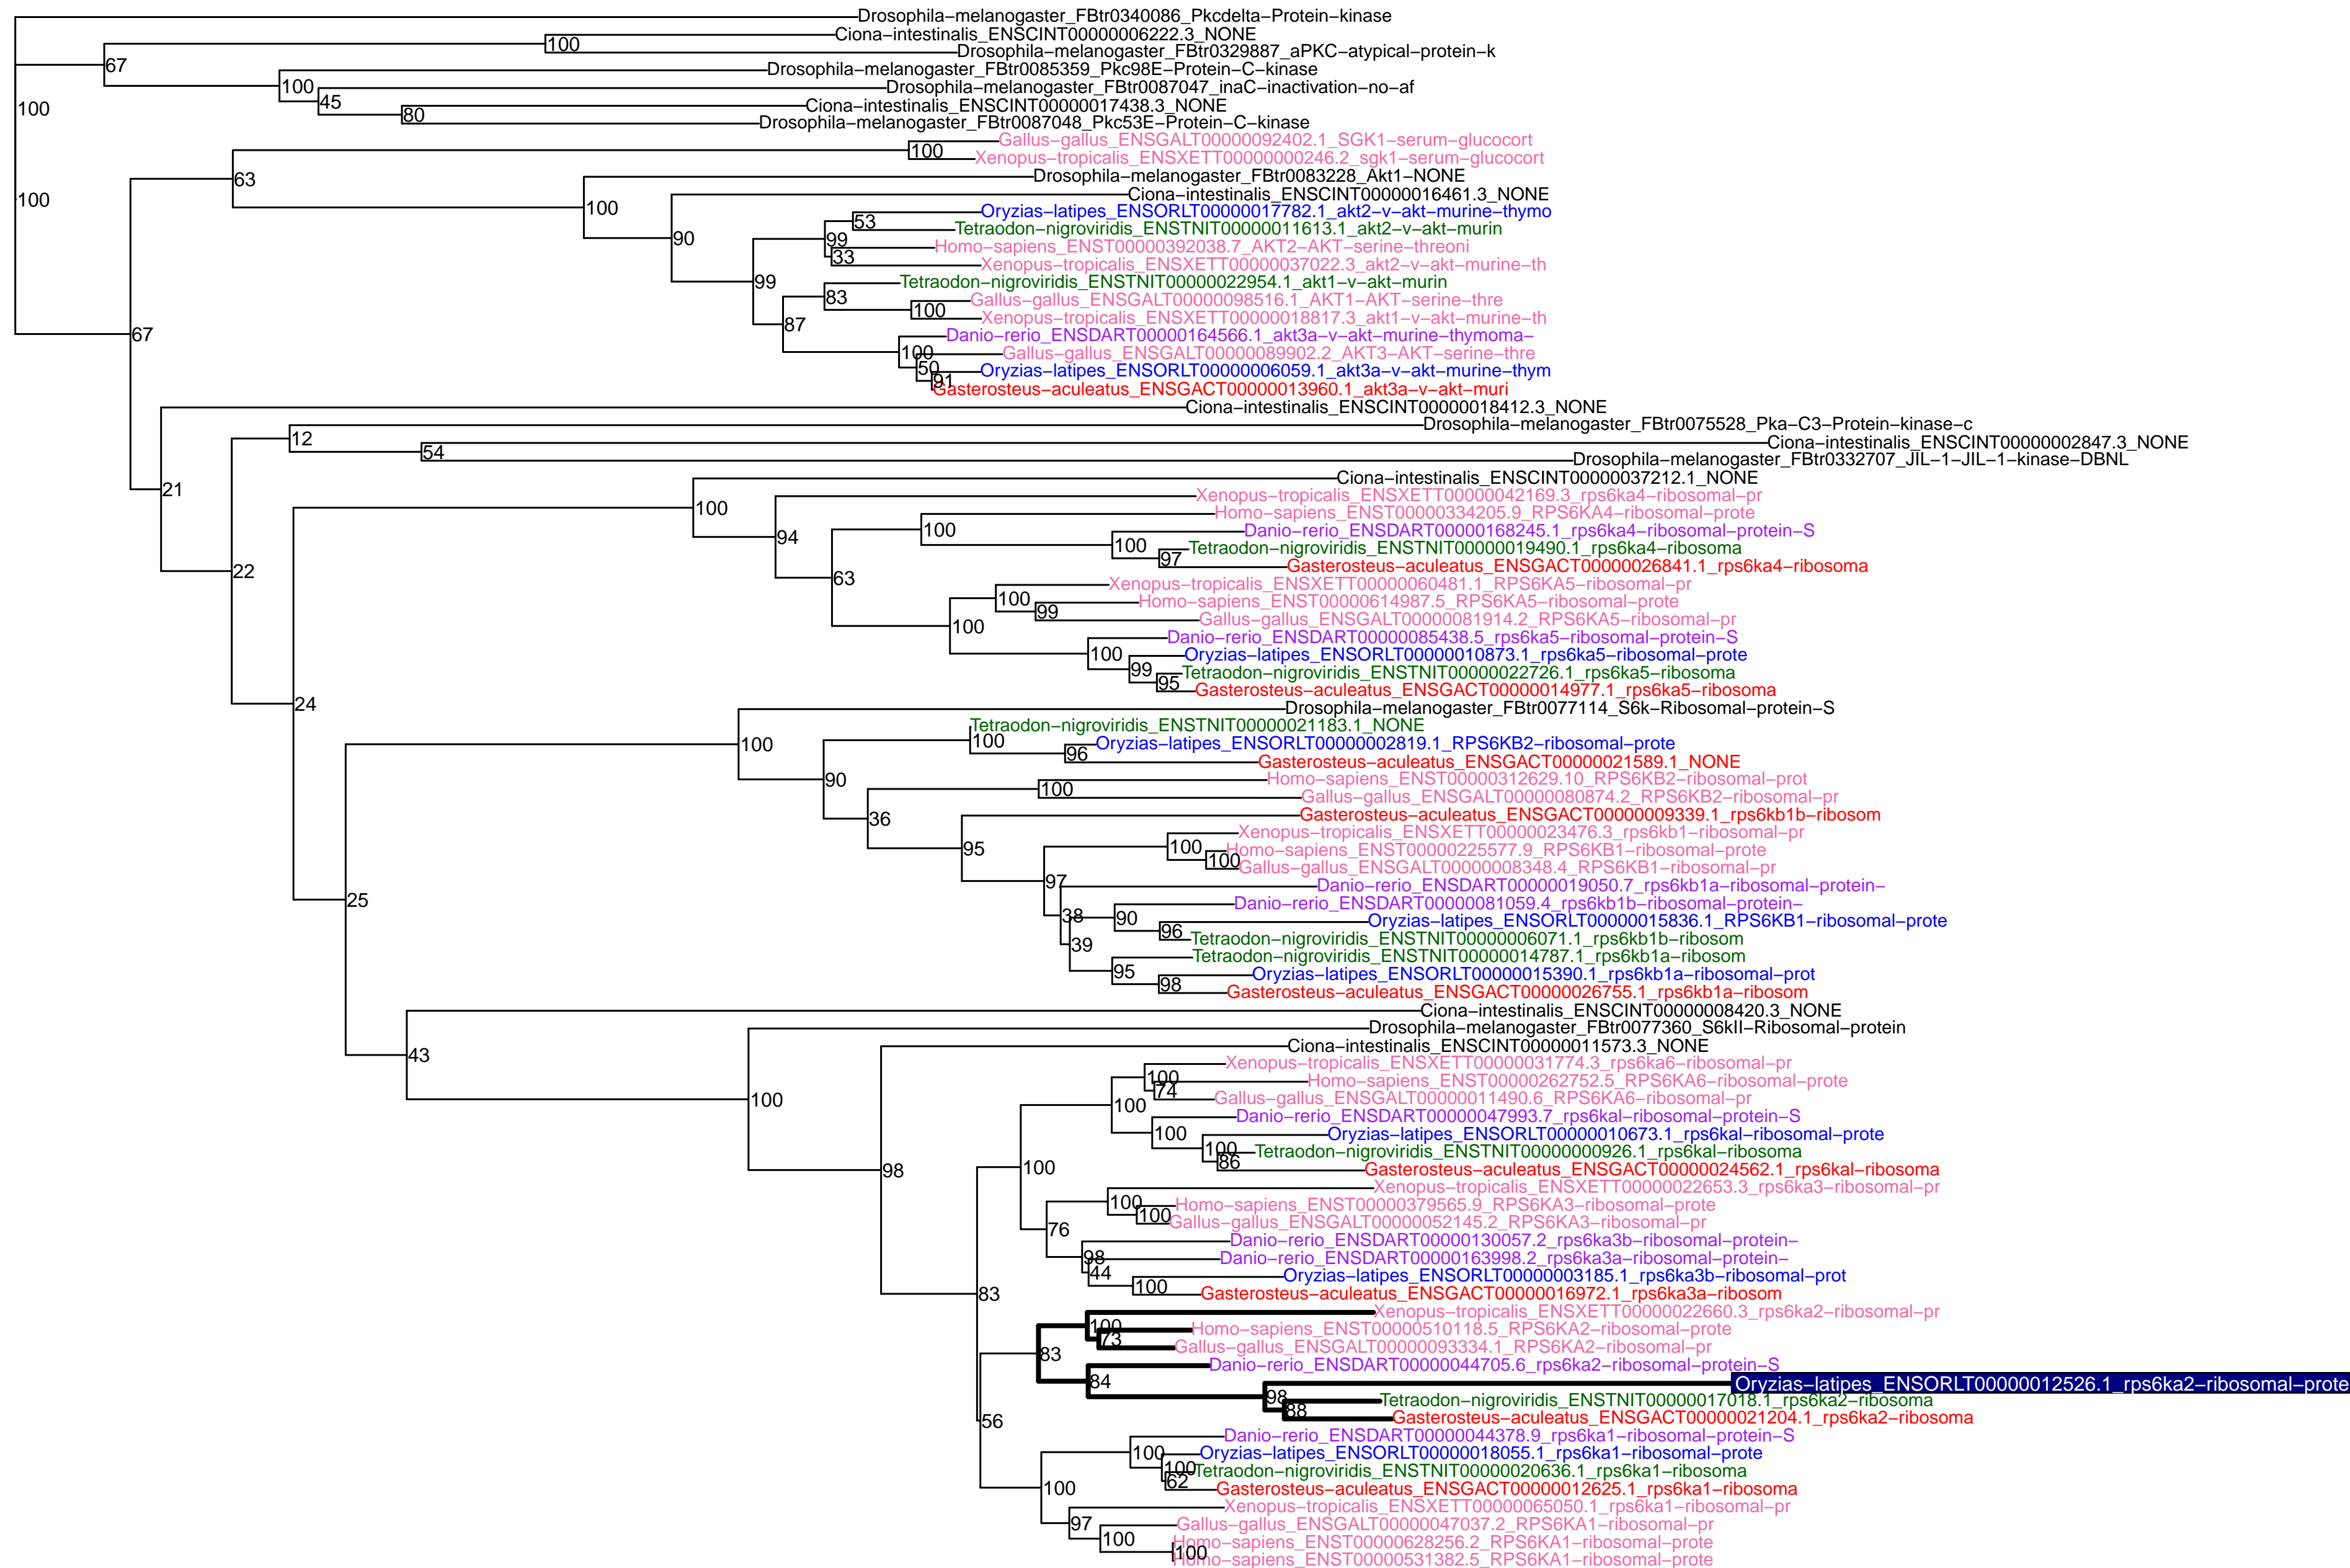 Drosophila-melanogaster_FBtr0340086_Pkcdelta-Protein-kinase
Ciona-intestinalis_ENSCINT00000006222.3_NONE
100
Drosophila-melanogaster_FBtr0329887_aPKC-atypical-protein-k
67
Drosophila-melanogaster_FBtr0085359_Pkc98E-Protein-C-kinase
100
Drosophila-melanogaster_FBtr0087047_inaC-inactivation-no-af
45
Ciona-intestinalis_ENSCINT00000017438.3_NONE
100
80
Drosophila-melanogaster_FBtr0087048_Pkc53E-Protein-C-kinase
Gallus-gallus_ENSGALT00000092402.1_SGK1-serum-glucocort
100
Xenopus-tropicalis_ENSXETT00000000246.2_sgk1-serum-glucocort
63
Drosophila-melanogaster_FBtr0083228_Akt1-NONE
100
Ciona-intestinalis_ENSCINT00000016461.3_NONE
100
Oryzias-latipes_ENSORLT00000017782.1_akt2-v-akt-murine-thymo
53
Tetraodon-nigroviridis_ENSTNIT00000011613.1_akt2-v-akt-murin
90
99
Homo-sapiens_ENST00000392038.7_AKT2-AKT-serine-threoni
33
Xenopus-tropicalis_ENSXETT00000037022.3_akt2-v-akt-murine-th
99
Tetraodon-nigroviridis_ENSTNIT00000022954.1_akt1-v-akt-murin
83
Gallus-gallus_ENSGALT00000098516.1_AKT1-AKT-serine-thre
100
Xenopus-tropicalis_ENSXETT00000018817.3_akt1-v-akt-murine-th
87
67
Danio-rerio_ENSDART00000164566.1_akt3a-v-akt-murine-thymoma-
100
Gallus-gallus_ENSGALT00000089902.2_AKT3-AKT-serine-thre
50
Oryzias-latipes_ENSORLT00000006059.1_akt3a-v-akt-murine-thym
91
Gasterosteus-aculeatus_ENSGACT00000013960.1_akt3a-v-akt-muri
Ciona-intestinalis_ENSCINT00000018412.3_NONE
Drosophila-melanogaster_FBtr0075528_Pka-C3-Protein-kinase-c
12
Ciona-intestinalis_ENSCINT00000002847.3_NONE
54
Drosophila-melanogaster_FBtr0332707_JIL-1-JIL-1-kinase-DBNL
21
Ciona-intestinalis_ENSCINT00000037212.1_NONE
Xenopus-tropicalis_ENSXETT00000042169.3_rps6ka4-ribosomal-pr
100
Homo-sapiens_ENST00000334205.9_RPS6KA4-ribosomal-prote
100
Danio-rerio_ENSDART00000168245.1_rps6ka4-ribosomal-protein-S
94
100
Tetraodon-nigroviridis_ENSTNIT00000019490.1_rps6ka4-ribosoma
97
Gasterosteus-aculeatus_ENSGACT00000026841.1_rps6ka4-ribosoma
22
63
Xenopus-tropicalis_ENSXETT00000060481.1_RPS6KA5-ribosomal-pr
100
Homo-sapiens_ENST00000614987.5_RPS6KA5-ribosomal-prote
99
Gallus-gallus_ENSGALT00000081914.2_RPS6KA5-ribosomal-pr
100
Danio-rerio_ENSDART00000085438.5_rps6ka5-ribosomal-protein-S
100
Oryzias-latipes_ENSORLT00000010873.1_rps6ka5-ribosomal-prote
99
Tetraodon-nigroviridis_ENSTNIT00000022726.1_rps6ka5-ribosoma
95
Gasterosteus-aculeatus_ENSGACT00000014977.1_rps6ka5-ribosoma
24
Drosophila-melanogaster_FBtr0077114_S6k-Ribosomal-protein-S
Tetraodon-nigroviridis_ENSTNIT00000021183.1_NONE
100
100
Oryzias-latipes_ENSORLT00000002819.1_RPS6KB2-ribosomal-prote
96
Gasterosteus-aculeatus_ENSGACT00000021589.1_NONE
90
Homo-sapiens_ENST00000312629.10_RPS6KB2-ribosomal-prot
100
Gallus-gallus_ENSGALT00000080874.2_RPS6KB2-ribosomal-pr
36
Gasterosteus-aculeatus_ENSGACT00000009339.1_rps6kb1b-ribosom
Xenopus-tropicalis_ENSXETT00000023476.3_rps6kb1-ribosomal-pr
95
100
Homo-sapiens_ENST00000225577.9_RPS6KB1-ribosomal-prote
100
Gallus-gallus_ENSGALT00000008348.4_RPS6KB1-ribosomal-pr
97
Danio-rerio_ENSDART00000019050.7_rps6kb1a-ribosomal-protein-
25
Danio-rerio_ENSDART00000081059.4_rps6kb1b-ribosomal-protein-
38
90
Oryzias-latipes_ENSORLT00000015836.1_RPS6KB1-ribosomal-prote
96
Tetraodon-nigroviridis_ENSTNIT00000006071.1_rps6kb1b-ribosom
39
Tetraodon-nigroviridis_ENSTNIT00000014787.1_rps6kb1a-ribosom
95
Oryzias-latipes_ENSORLT00000015390.1_rps6kb1a-ribosomal-prot
98
Gasterosteus-aculeatus_ENSGACT00000026755.1_rps6kb1a-ribosom
Ciona-intestinalis_ENSCINT00000008420.3_NONE
Drosophila-melanogaster_FBtr0077360_S6kII-Ribosomal-protein
43
Ciona-intestinalis_ENSCINT00000011573.3_NONE
Xenopus-tropicalis_ENSXETT00000031774.3_rps6ka6-ribosomal-pr
100
Homo-sapiens_ENST00000262752.5_RPS6KA6-ribosomal-prote
74
Gallus-gallus_ENSGALT00000011490.6_RPS6KA6-ribosomal-pr
100
100
Danio-rerio_ENSDART00000047993.7_rps6kal-ribosomal-protein-S
100
Oryzias-latipes_ENSORLT00000010673.1_rps6kal-ribosomal-prote
100
Tetraodon-nigroviridis_ENSTNIT00000000926.1_rps6kal-ribosoma
86
Gasterosteus-aculeatus_ENSGACT00000024562.1_rps6kal-ribosoma
98
100
Xenopus-tropicalis_ENSXETT00000022653.3_rps6ka3-ribosomal-pr
100
Homo-sapiens_ENST00000379565.9_RPS6KA3-ribosomal-prote
100
Gallus-gallus_ENSGALT00000052145.2_RPS6KA3-ribosomal-pr
76
Danio-rerio_ENSDART00000130057.2_rps6ka3b-ribosomal-protein-
98
Danio-rerio_ENSDART00000163998.2_rps6ka3a-ribosomal-protein-
44
Oryzias-latipes_ENSORLT00000003185.1_rps6ka3b-ribosomal-prot
100
Gasterosteus-aculeatus_ENSGACT00000016972.1_rps6ka3a-ribosom
83
Xenopus-tropicalis_ENSXETT00000022660.3_rps6ka2-ribosomal-pr
100
Homo-sapiens_ENST00000510118.5_RPS6KA2-ribosomal-prote
73
Gallus-gallus_ENSGALT00000093334.1_RPS6KA2-ribosomal-pr
83
Danio-rerio_ENSDART00000044705.6_rps6ka2-ribosomal-protein-S
84
Oryzias-latipes_ENSORLT00000012526.1_rps6ka2-ribosomal-prote
98
Tetraodon-nigroviridis_ENSTNIT00000017018.1_rps6ka2-ribosoma
88
Gasterosteus-aculeatus_ENSGACT00000021204.1_rps6ka2-ribosoma
56
Danio-rerio_ENSDART00000044378.9_rps6ka1-ribosomal-protein-S
100
Oryzias-latipes_ENSORLT00000018055.1_rps6ka1-ribosomal-prote
100
Tetraodon-nigroviridis_ENSTNIT00000020636.1_rps6ka1-ribosoma
62
Gasterosteus-aculeatus_ENSGACT00000012625.1_rps6ka1-ribosoma
100
Xenopus-tropicalis_ENSXETT00000065050.1_rps6ka1-ribosomal-pr
97
Gallus-gallus_ENSGALT00000047037.2_RPS6KA1-ribosomal-pr
100
Homo-sapiens_ENST00000628256.2_RPS6KA1-ribosomal-prote
100
Homo-sapiens_ENST00000531382.5_RPS6KA1-ribosomal-prote